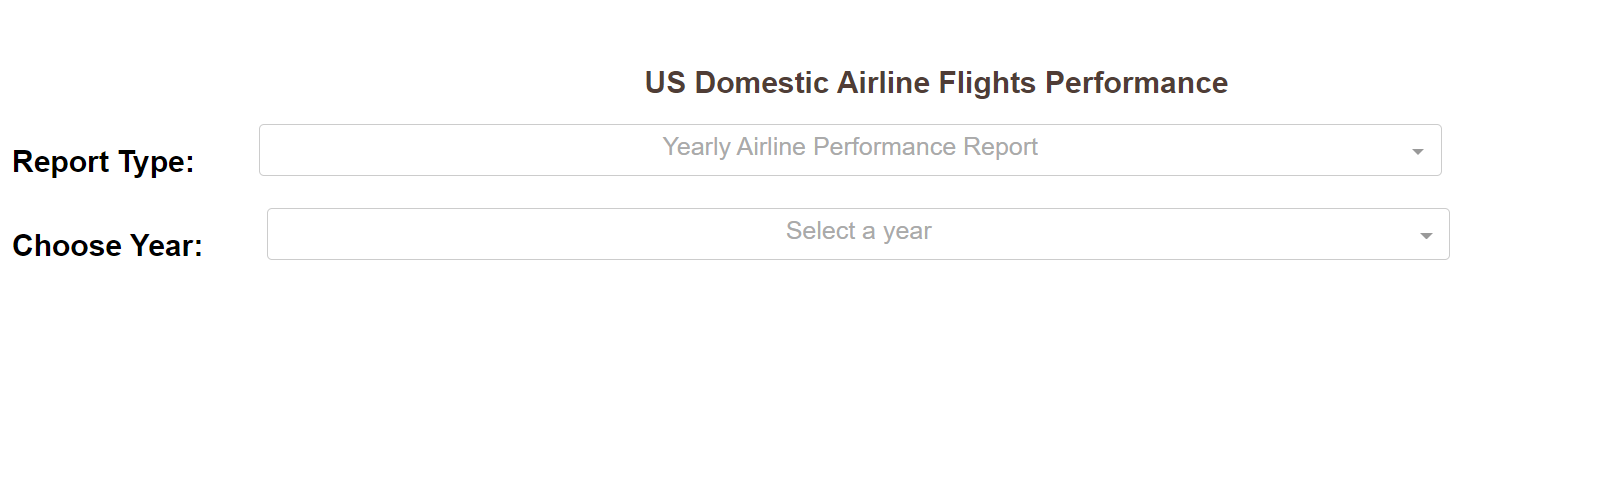 US Domestic Airline Flights Performance
Report Type:
Yearly Airline Performance Report
Choose Year:
Select a year